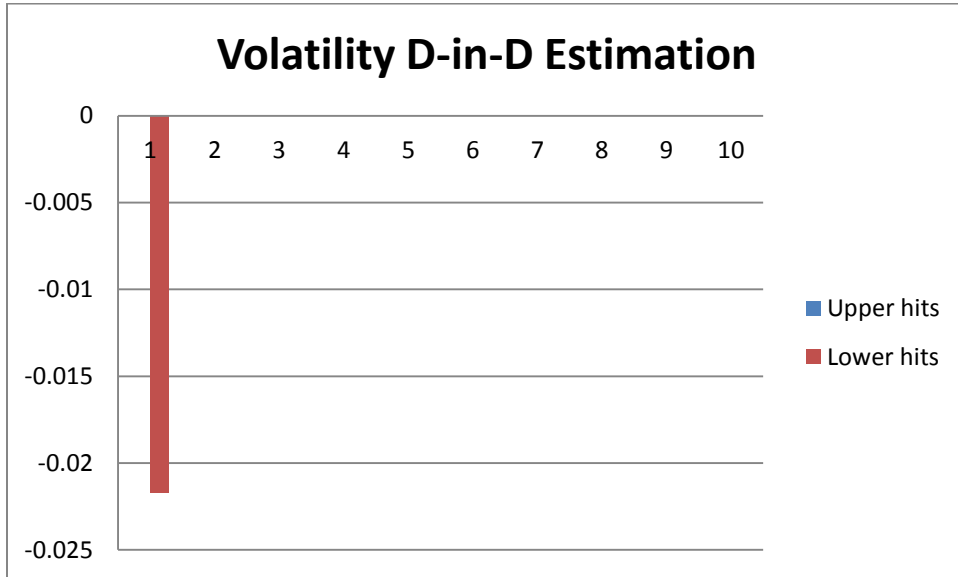 Volatility D-in-D Estimation
0
1 2 3 4 5 6 7 8 9 10
-0.005
-0.01
-0.015
-0.02
-0.025
Upper hits
Lower hits